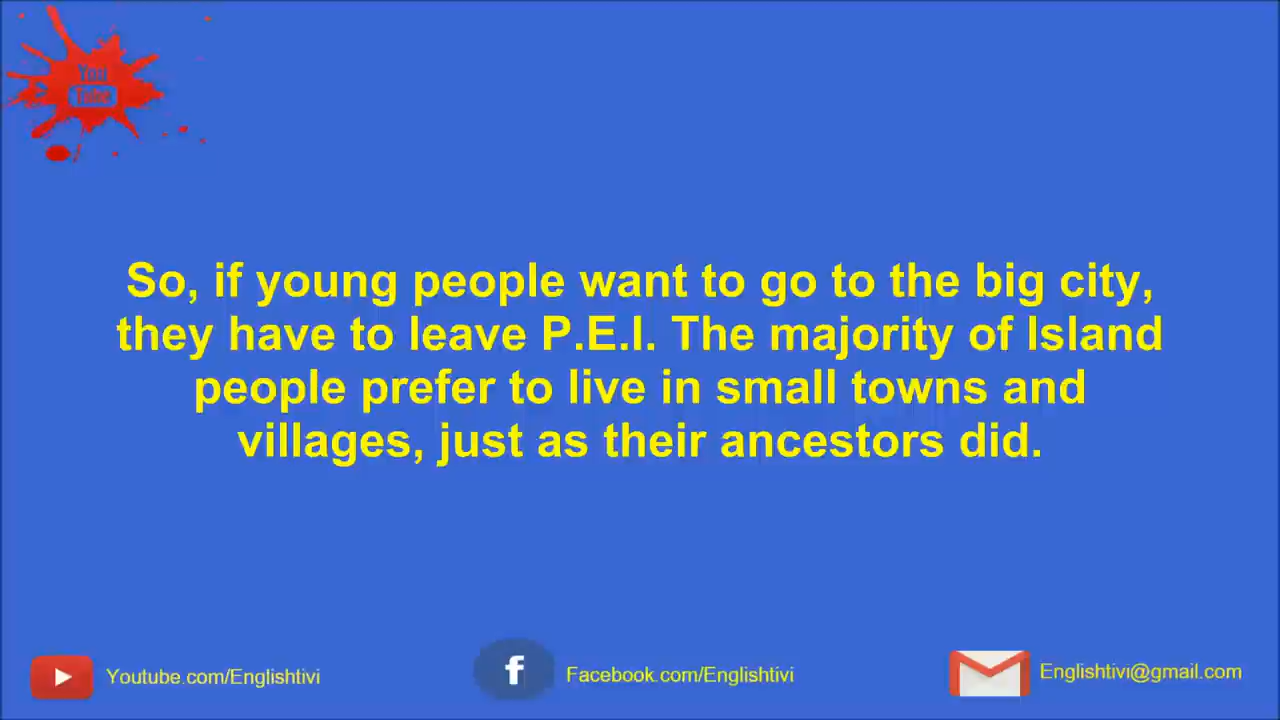 You
Tube
So, if young people want to go to the big city,
they have to leave P.E.I. The majority of Island
people prefer to live in small towns and
villages, just as their ancestors did.
Youtube.com/Englishtivi
f
Facebook.com/Englishtivi
Englishtivi@gmail.com